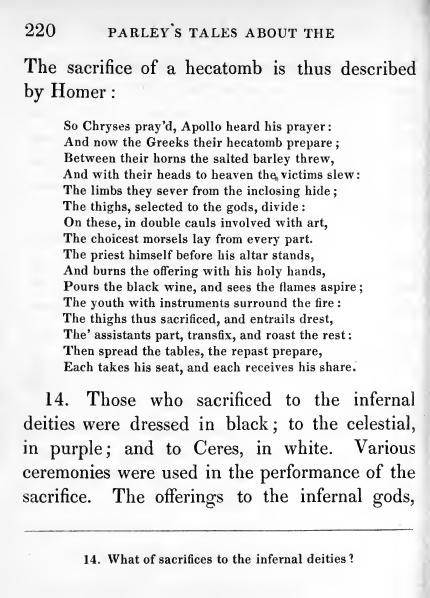 220 PARLEY'S TALES ABOUT THE
The sacrifice of a hecatomb is thus described
by Homer :
So Chryses pray'd, Apollo heard his prayer :
And now the Greeks their hecatomb prepare ;
Between their horns the salted barley threw,
And with their heads to heaven the victims slew :
The limbs they sever from the inclosing hide ;
The thighs, selected to the gods, divide :
On these, in double cauls involved with art,
The choicest morsels lay from every part.
The priest himself before his altar stands,
And burns the offering with his holy hands,
Pours the black wine, and sees the flames aspire ;
The youth with instruments surround the fire :
The thighs thus sacrificed, and entrails drest,
The' assistants part, transfix, and roast the rest :
Then spread the tables, the repast prepare,
Each takes his seat, and each receives his share.
14. Those who sacrificed to the infernal
deities were dressed in black ; to the celestial,
in purple ; and to Ceres, in white. Various
ceremonies were used in the performance of the
sacrifice. The offerings to the infernal gods,
14. What of sacrifices to the infernal deities ?